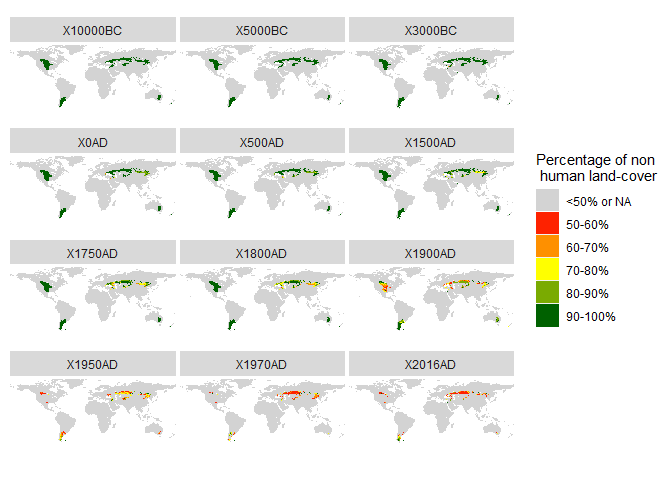 X10000BC
X5000BC
X3000BC
X0AD
X500AD
X1500AD
X1750AD
X1800AD
X1900AD
X1950AD
X1970AD
X2016AD
Percentage of non
human land-cover
<50% or NA
50-60%
60-70%
70-80%
80-90%
90-100%